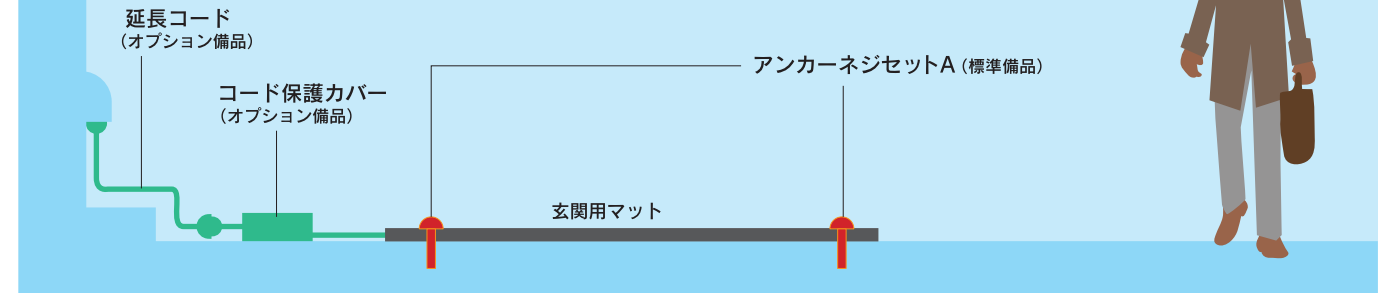 延長コード
（オプション備品）
コード保護カバー
（オプション備品）
アンカーネジセットA（標準備品）
玄関用マット